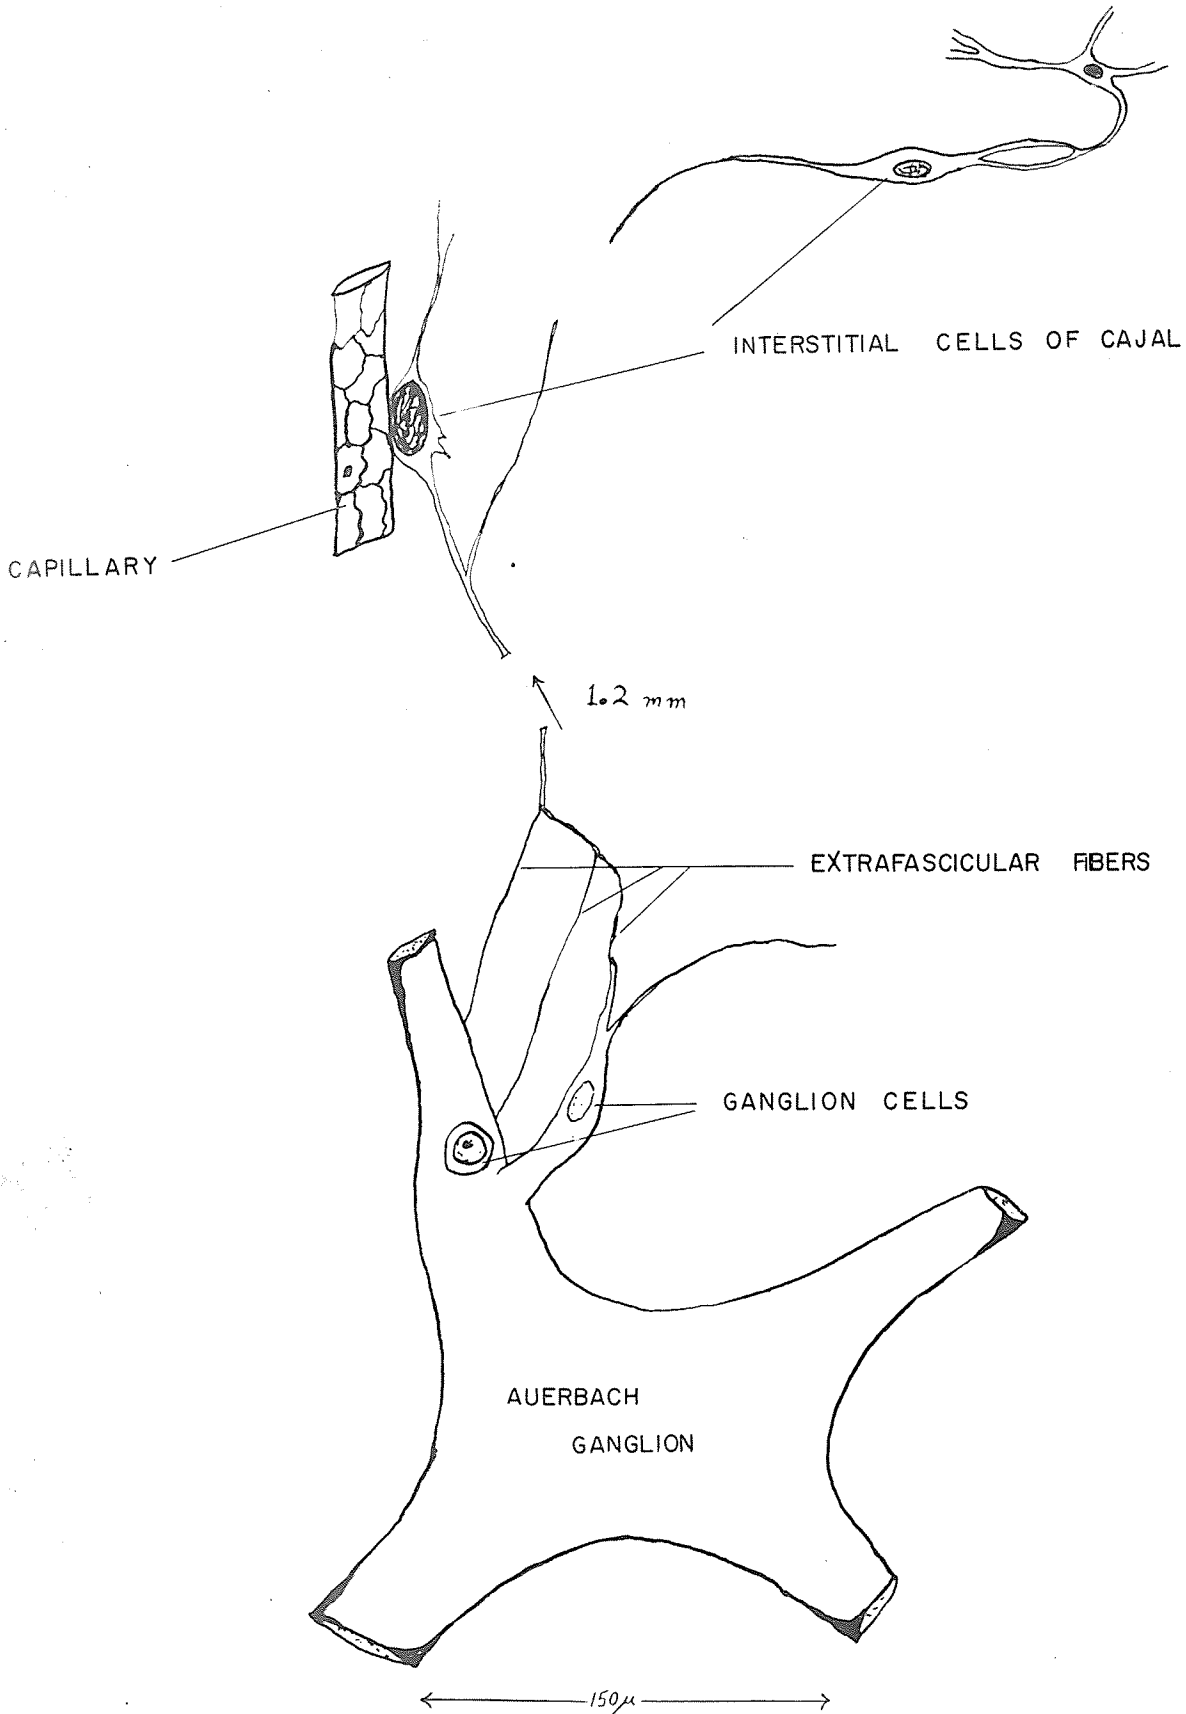 INTERSTITIAL CELLS OF CAJAL
CAPILLARY
1.2 mm
EXTRAFASCICULAR FIBERS
GANGLION CELLS
AUERBACH
GANGLION
150μ